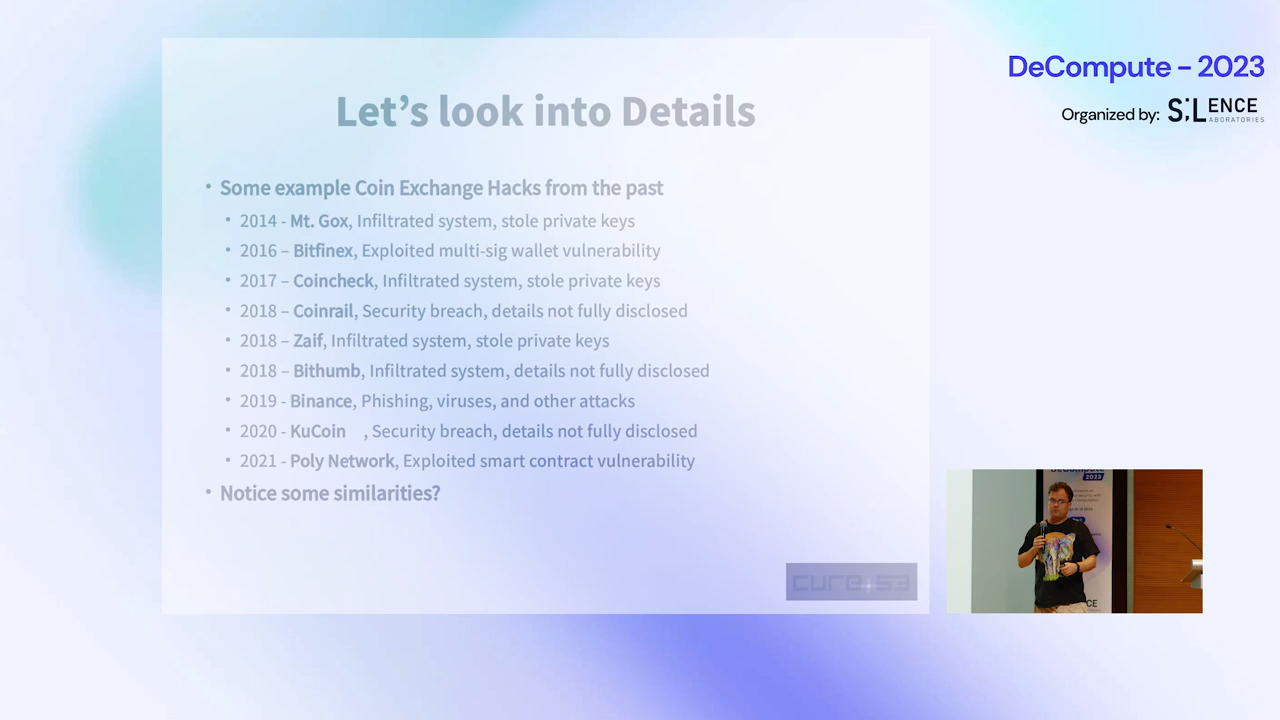 DeCompute - 2023
Organized by: SILENCE LABORATORIES
Let's look into Details
• Some example Coin Exchange Hacks from the past
• 2014 - Mt. Gox, Infiltrated system, stole private keys
• 2016 – Bitfinex, Exploited multi-sig wallet vulnerability
• 2017 – Coincheck, Infiltrated system, stole private keys
• 2018 – Coinrail, Security breach, details not fully disclosed
• 2018 – Zaif, Infiltrated system, stole private keys
• 2018 – Bithumb, Infiltrated system, details not fully disclosed
• 2019 - Binance, Phishing, viruses, and other attacks
• 2020 - KuCoin , Security breach, details not fully disclosed
• 2021 - Poly Network, Exploited smart contract vulnerability
• Notice some similarities?
cure53
DeCompute
2023